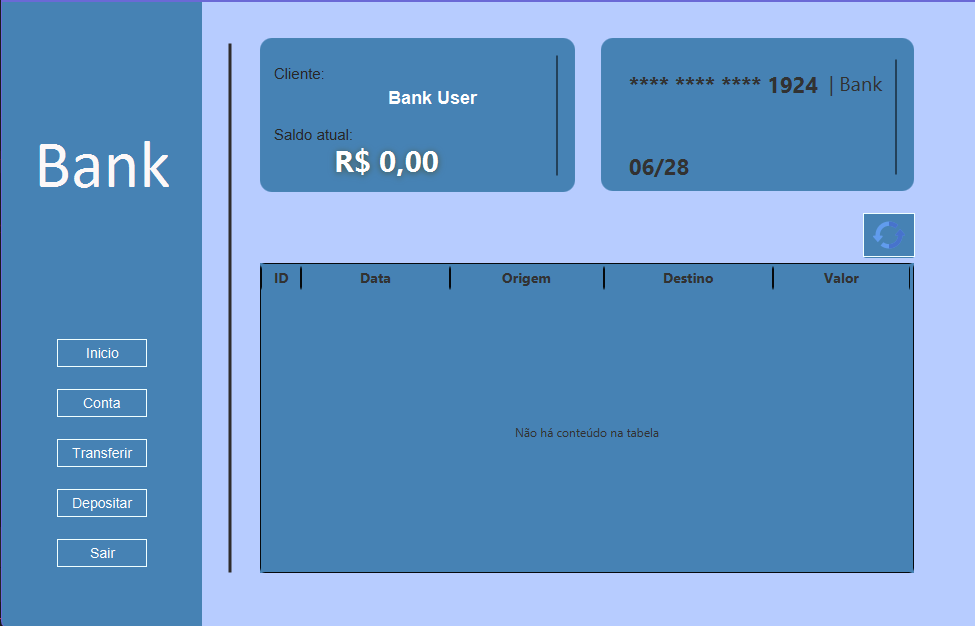 Bank
Inicio
Conta
Transferir
Depositar
Sair
Cliente:
Bank User
Saldo atual:
R$ 0,00
**** **** **** 1924 | Bank
06/28
ID Data Origem Destino Valor
Não há conteúdo na tabela